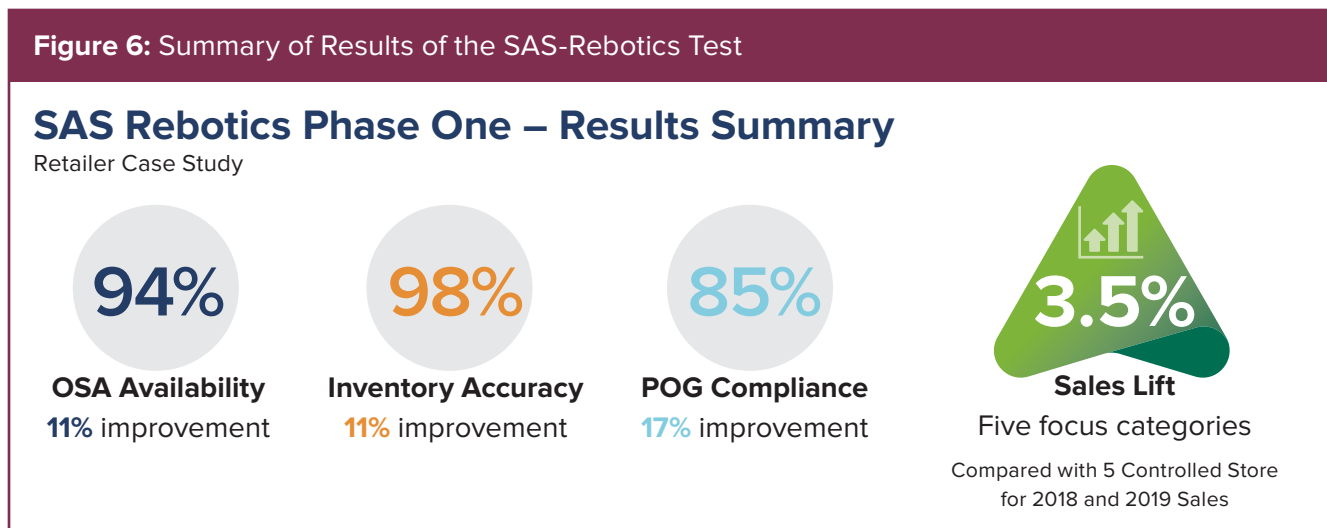 Figure 6: Summary of Results of the SAS-Rebotics Test
SAS Rebotics Phase One – Results Summary
Retailer Case Study
94%
OSA Availability
11% improvement
98%
Inventory Accuracy
11% improvement
85%
POG Compliance
17% improvement
3.5%
Sales Lift
Five focus categories
Compared with 5 Controlled Store
for 2018 and 2019 Sales